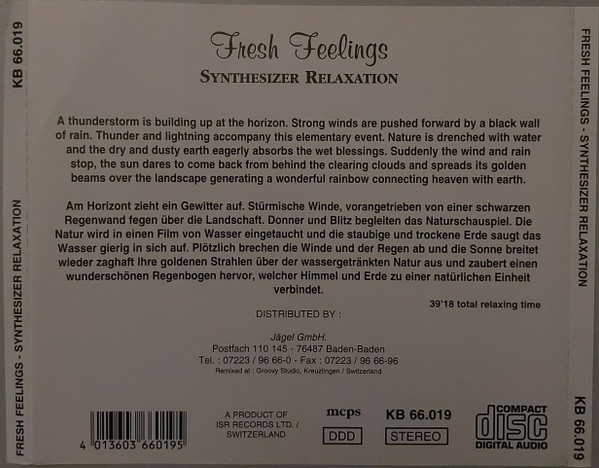 KB 66.019
FRESH FEELINGS - SYNTHESIZER RELAXATION
Fresh Feelings
SYNTHESIZER RELAXATION
A thunderstorm is building up at the horizon. Strong winds are pushed forward by a black wall
of rain. Thunder and lightning accompany this elementary event. Nature is drenched with water
and the dry and dusty earth eagerly absorbs the wet blessings. Suddenly the wind and rain
stop, the sun dares to come back from behind the clearing clouds and spreads its golden
beams over the landscape generating a wonderful rainbow connecting heaven with earth.
Am Horizont zieht ein Gewitter auf. Stürmische Winde, vorangetrieben von einer schwarzen
Regenwand fegen über die Landschaft. Donner und Blitz begleiten das Naturschauspiel. Die
Natur wird in einen Film von Wasser eingetaucht und die staubige und trockene Erde saugt das
Wasser gierig in sich auf. Plötzlich brechen die Winde und der Regen ab und die Sonne breitet
wieder zaghaft Ihre goldenen Strahlen über der wassergetränkten Natur aus und zaubert einen
wunderschönen Regenbogen hervor, welcher Himmel und Erde zu einer natürlichen Einheit
verbindet.
39'18 total relaxing time
DISTRIBUTED BY :
Jägel GmbH.
Postfach 110 145 - 76487 Baden-Baden
Tel. : 07223 / 96 66-0 - Fax : 07223 / 96 66-96
Remixed at : Groovy Studio, Kreuzlingen / Switzerland
4 013603 660195
A PRODUCT OF
ISR RECORDS LTD. /
SWITZERLAND
mcps
DDD
KB 66.019
STEREO
COMPACT
disc
DIGITAL AUDIO
FRESH FEELINGS - SYNTHESIZER RELAXATION
KB 66.019